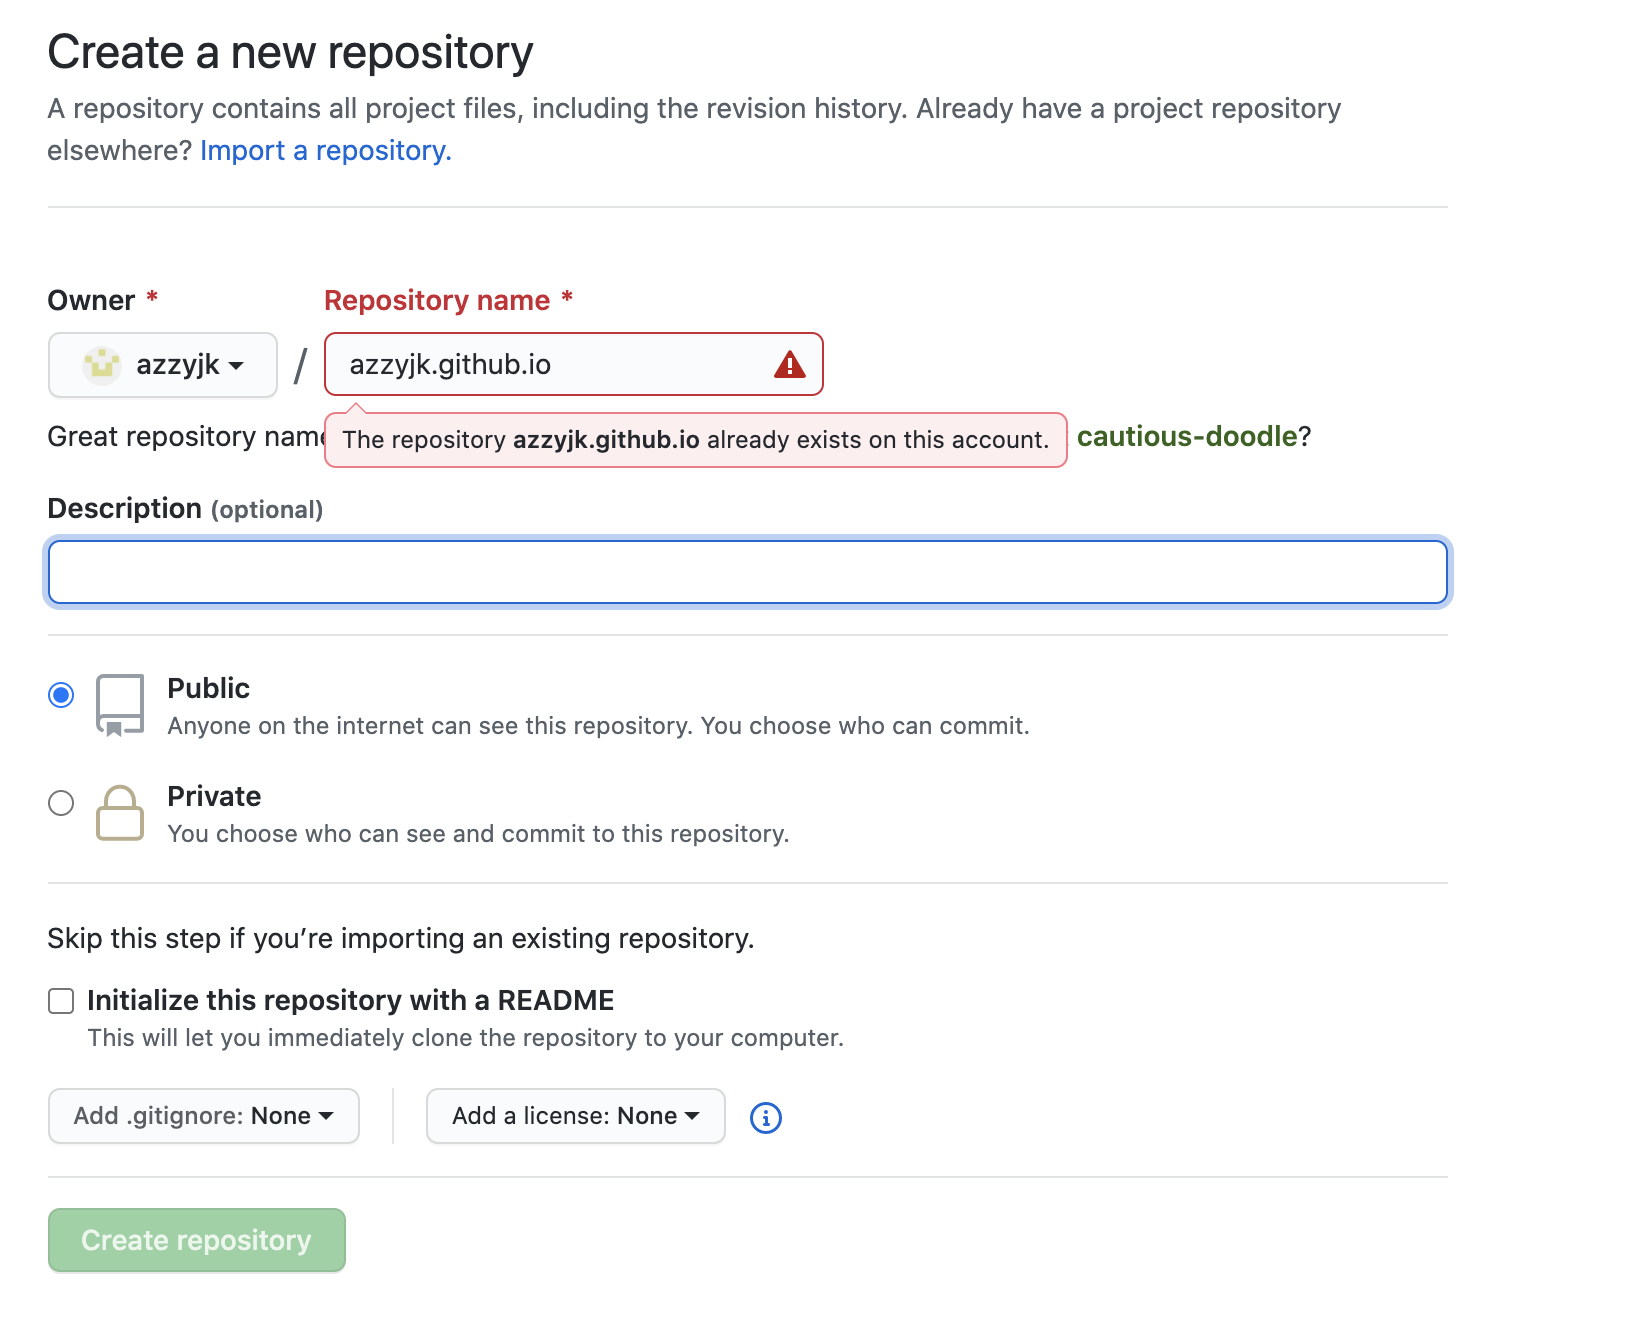 Create a new repository
A repository contains all project files, including the revision history. Already have a project repository
elsewhere? Import a repository.
Owner * Repository name *
azzyjk / azzyjk.github.io
Great repository name
The repository azzyjk.github.io already exists on this account.
cautious-doodle?
Description (optional)
Public
Anyone on the internet can see this repository. You choose who can commit.
Private
You choose who can see and commit to this repository.
Skip this step if you’re importing an existing repository.
Initialize this repository with a README
This will let you immediately clone the repository to your computer.
Add .gitignore: None Add a license: None
Create repository